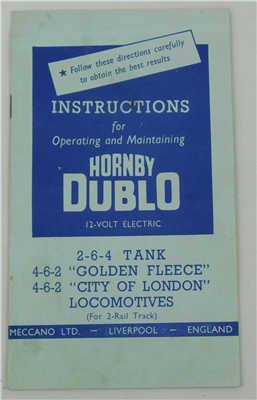 ★ Follow these directions carefully
to obtain the best results
INSTRUCTIONS
for
Operating and Maintaining
HORNBY
DUBLO
12-VOLT ELECTRIC
2-6-4 TANK
4-6-2 "GOLDEN FLEECE"
4-6-2 "CITY OF LONDON"
LOCOMOTIVES
(For 2-Rail Track)
MECCANO LTD. — LIVERPOOL — ENGLAND